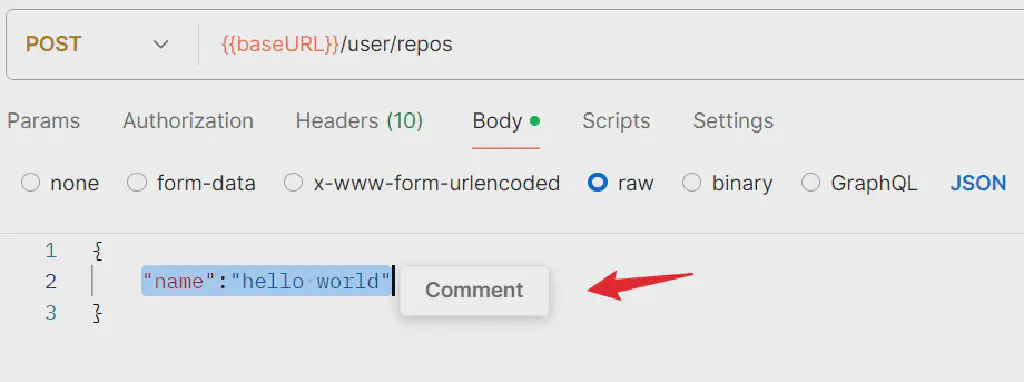 POST {{baseURL}}/user/repos
Params Authorization Headers (10) Body Scripts Settings
none form-data x-www-form-urlencoded raw binary GraphQL JSON
1 {
2 "name":"hello·world" Comment
3 }